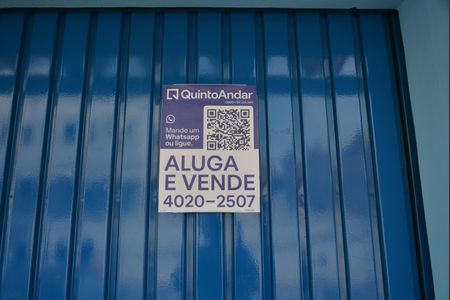 QuintoAndar
Mande um
Whatsapp
ou ligue.
ALUGA
E VENDE
4020-2507